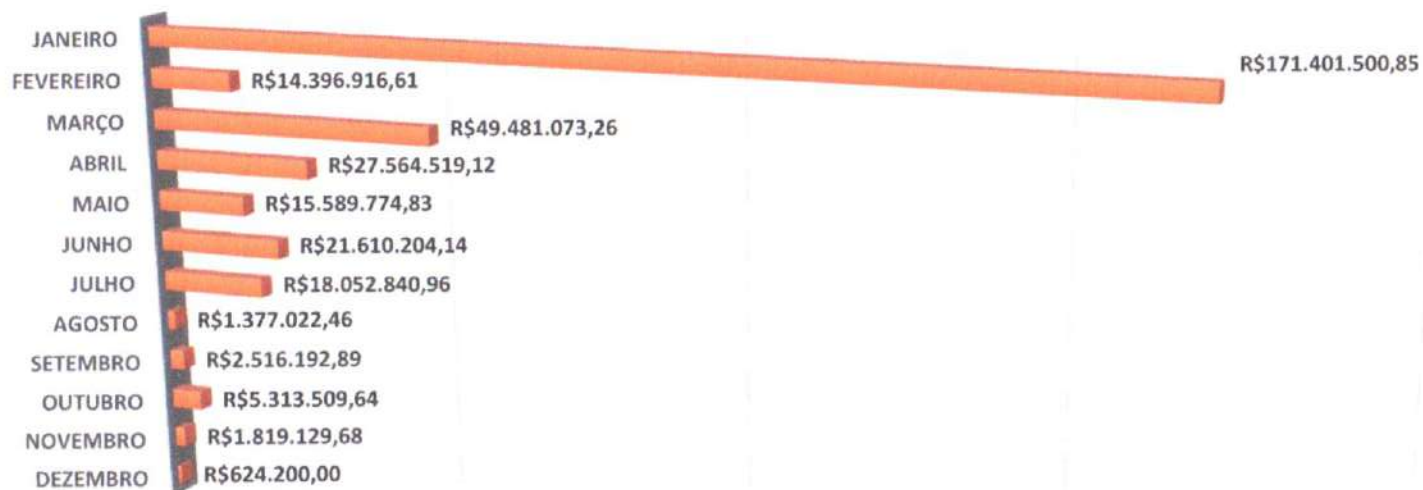 JANEIRO R$171.401.500,85
FEVEREIRO R$14.396.916,61
MARÇO R$49.481.073,26
ABRIL R$27.564.519,12
MAIO R$15.589.774,83
JUNHO R$21.610.204,14
JULHO R$18.052.840,96
AGOSTO R$1.377.022,46
SETEMBRO R$2.516.192,89
OUTUBRO R$5.313.509,64
NOVEMBRO R$1.819.129,68
DEZEMBRO R$624.200,00